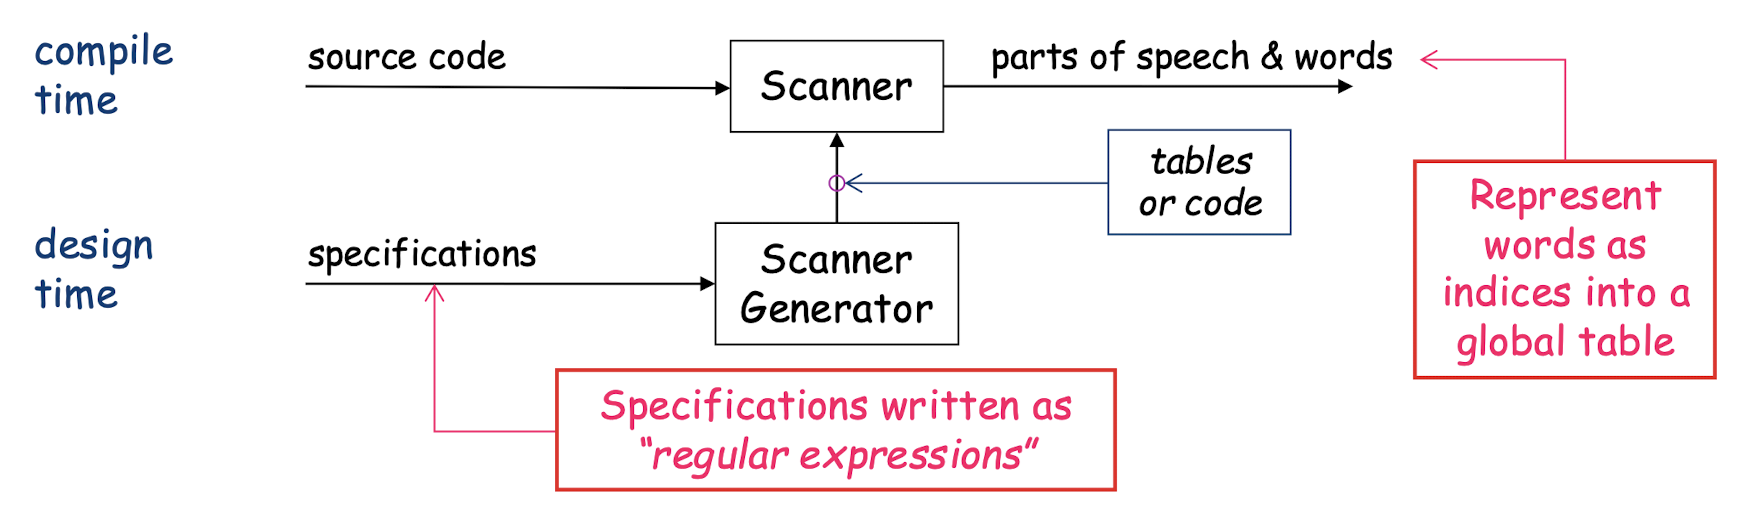 compile
time
source code
Scanner
parts of speech & words
tables
or code
Represent
words as
indices into a
global table
design
time
specifications
Scanner
Generator
Specifications written as
“regular expressions”